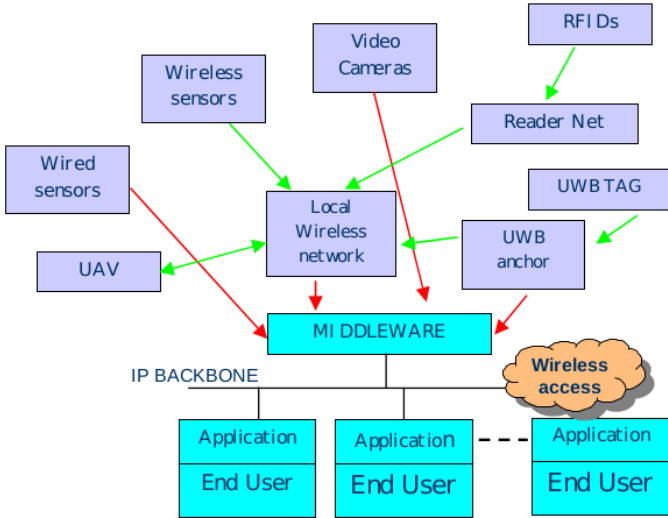 RFIDs
Video
Cameras
Wireless
sensors
Reader Net
Wired
sensors
UWB TAG
Local
Wireless
network
UWB
anchor
UAV
MIDDLEWARE
Wireless
access
IP BACKBONE
Application
End User
Application
End User
Application
End User